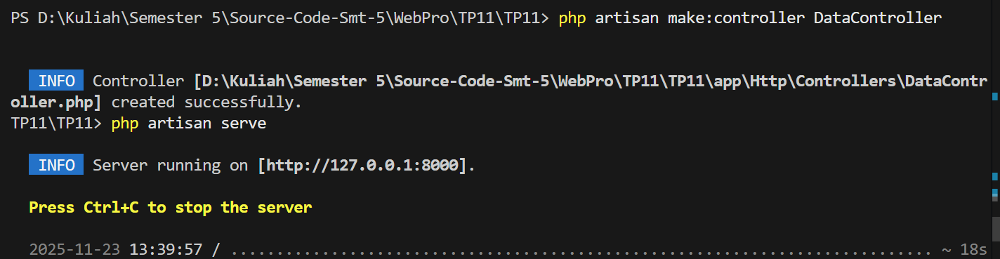 PS D:\Kuliah\Semester 5\Source-Code-Smt-5\WebPro\TP11\TP11> php artisan make:controller DataController
INFO Controller [D:\Kuliah\Semester 5\Source-Code-Smt-5\WebPro\TP11\TP11\app\Http\Controllers\DataContr
oller.php] created successfully.
TP11\TP11> php artisan serve
INFO Server running on [http://127.0.0.1:8000].
Press Ctrl+C to stop the server
2025-11-23 13:39:57 / ............................................................................. ~ 18s